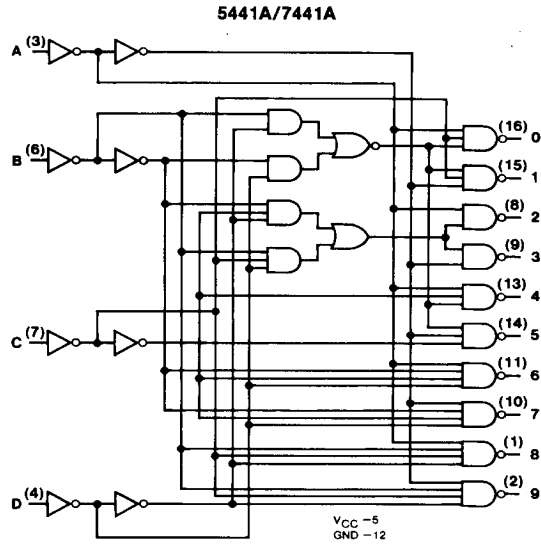 5441A/7441A
A (3)
B (6)
C (7)
D (4)
(16) 0
(15) 1
(8) 2
(9) 3
(13) 4
(14) 5
(11) 6
(10) 7
(1) 8
(2) 9
VCC -5
GND -12